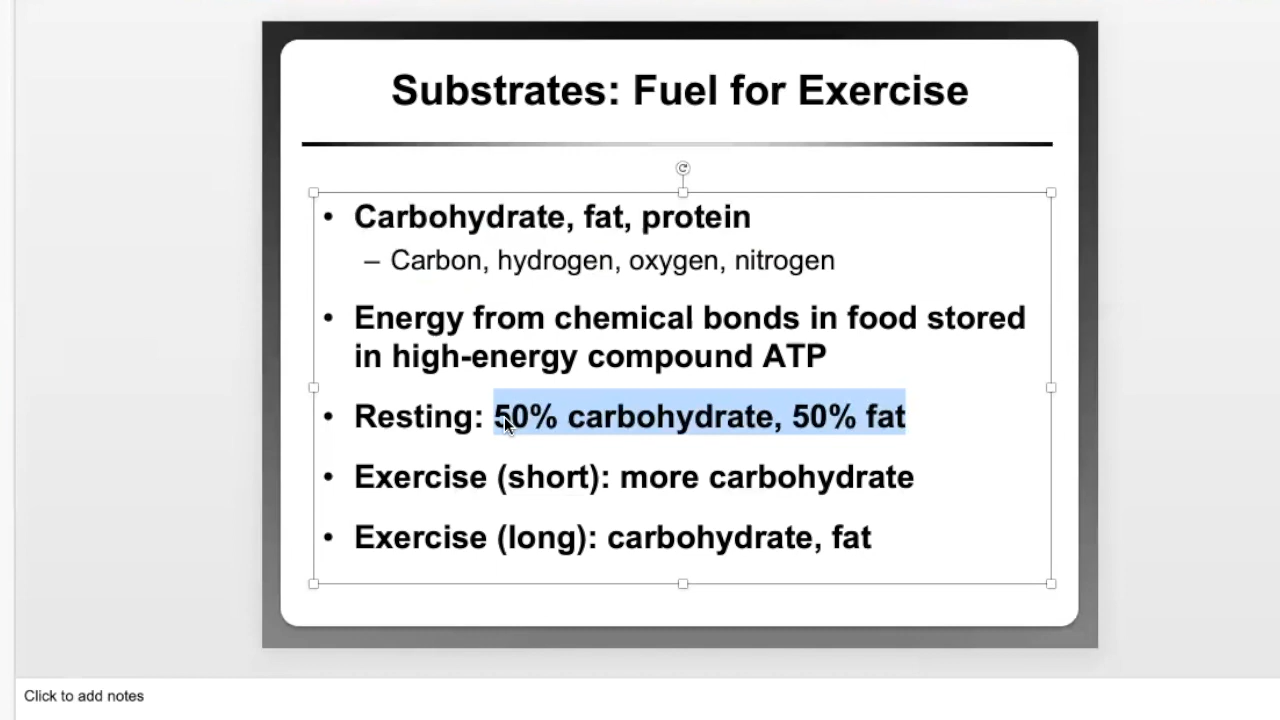 Substrates: Fuel for Exercise
• Carbohydrate, fat, protein
– Carbon, hydrogen, oxygen, nitrogen
• Energy from chemical bonds in food stored
in high-energy compound ATP
• Resting: 50% carbohydrate, 50% fat
• Exercise (short): more carbohydrate
• Exercise (long): carbohydrate, fat
Click to add notes